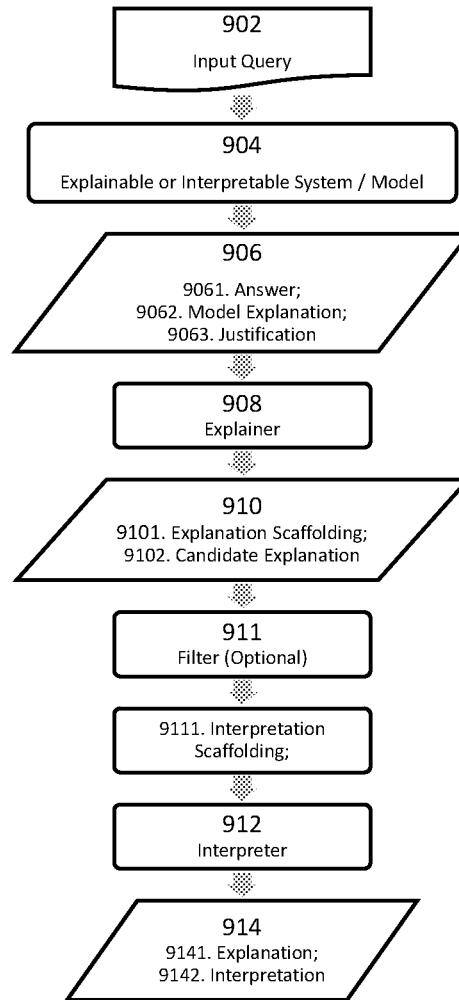 902
Input Query
904
Explainable or Interpretable System / Model
906
9061. Answer;
9062. Model Explanation;
9063. Justification
908
Explainer
910
9101. Explanation Scaffolding;
9102. Candidate Explanation
911
Filter (Optional)
9111. Interpretation
Scaffolding;
912
Interpreter
914
9141. Explanation;
9142. Interpretation